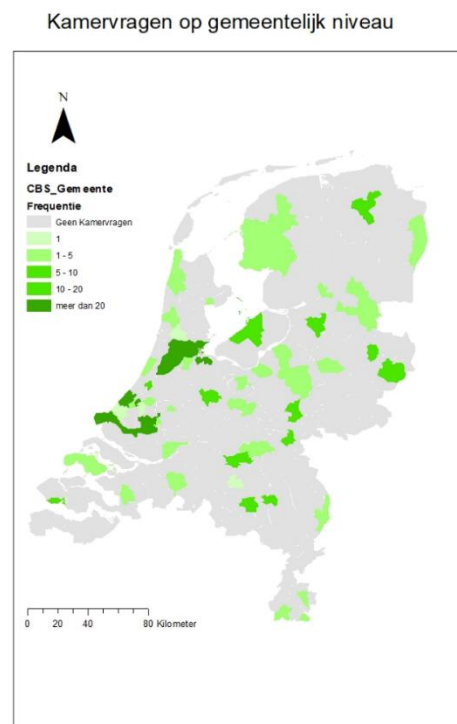 Kamervragen op gemeentelijk niveau
N
Legenda
CBS_Gemeente
Frequentie
Geen Kamervragen
1
1 - 5
5 - 10
10 - 20
meer dan 20
0 20 40 80 Kilometer